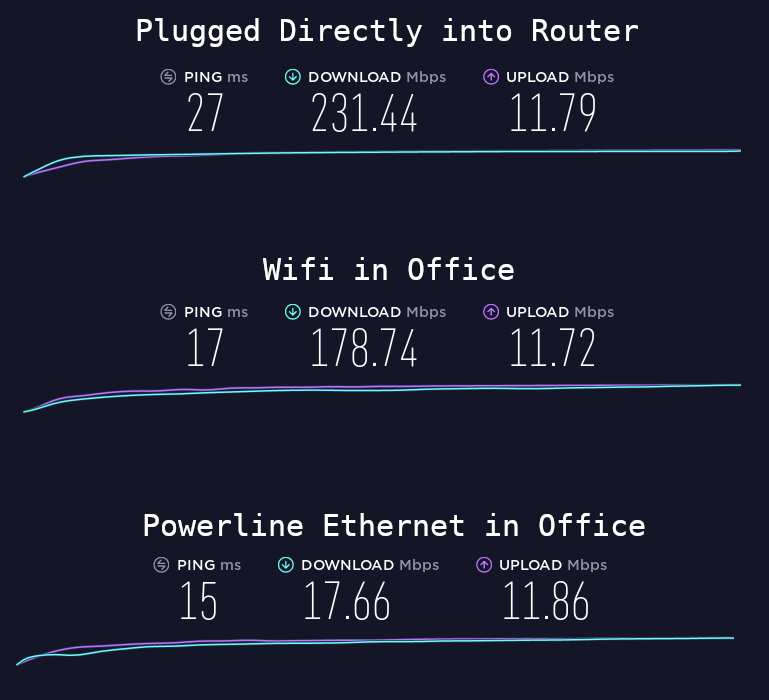 Plugged Directly into Router
PING ms DOWNLOAD Mbps UPLOAD Mbps
27 231.44 11.79
Wifi in Office
PING ms DOWNLOAD Mbps UPLOAD Mbps
17 178.74 11.72
Powerline Ethernet in Office
PING ms DOWNLOAD Mbps UPLOAD Mbps
15 17.66 11.86